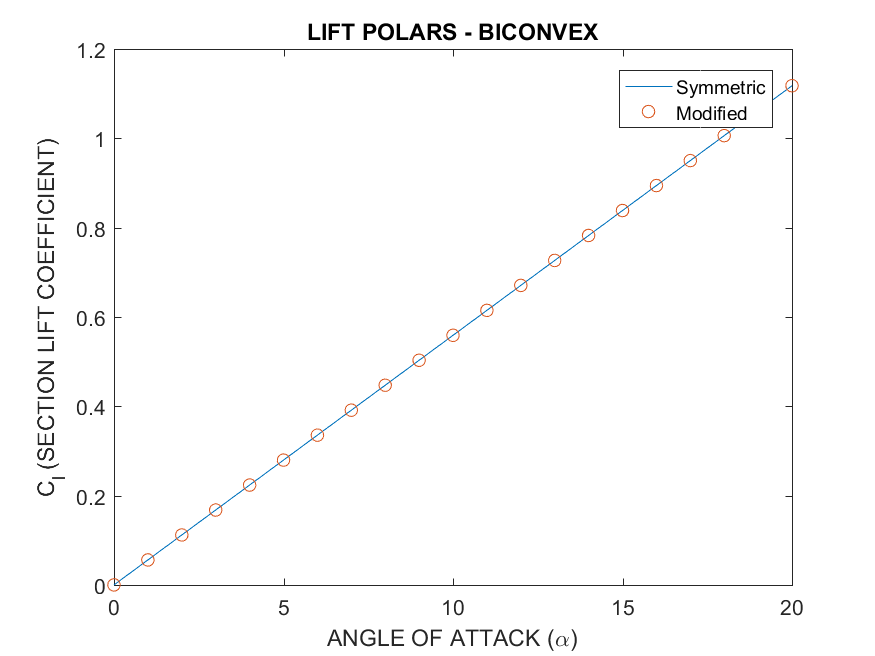 LIFT POLARS - BICONVEX
1.2
1
0.8
0.6
0.4
0.2
0
C_l (SECTION LIFT COEFFICIENT)
Symmetric
Modified
0 5 10 15 20
ANGLE OF ATTACK (α)